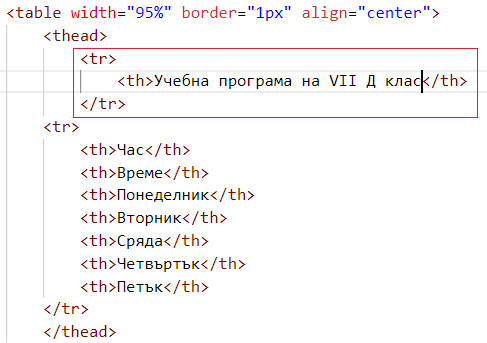 <table width="95%" border="1px" align="center">
<thead>
<tr>
<th>Учебна програма на VII Д клас</th>
</tr>
<tr>
<th>Час</th>
<th>Време</th>
<th>Понеделник</th>
<th>Вторник</th>
<th>Сряда</th>
<th>Четвъртък</th>
<th>Петък</th>
</tr>
</thead>